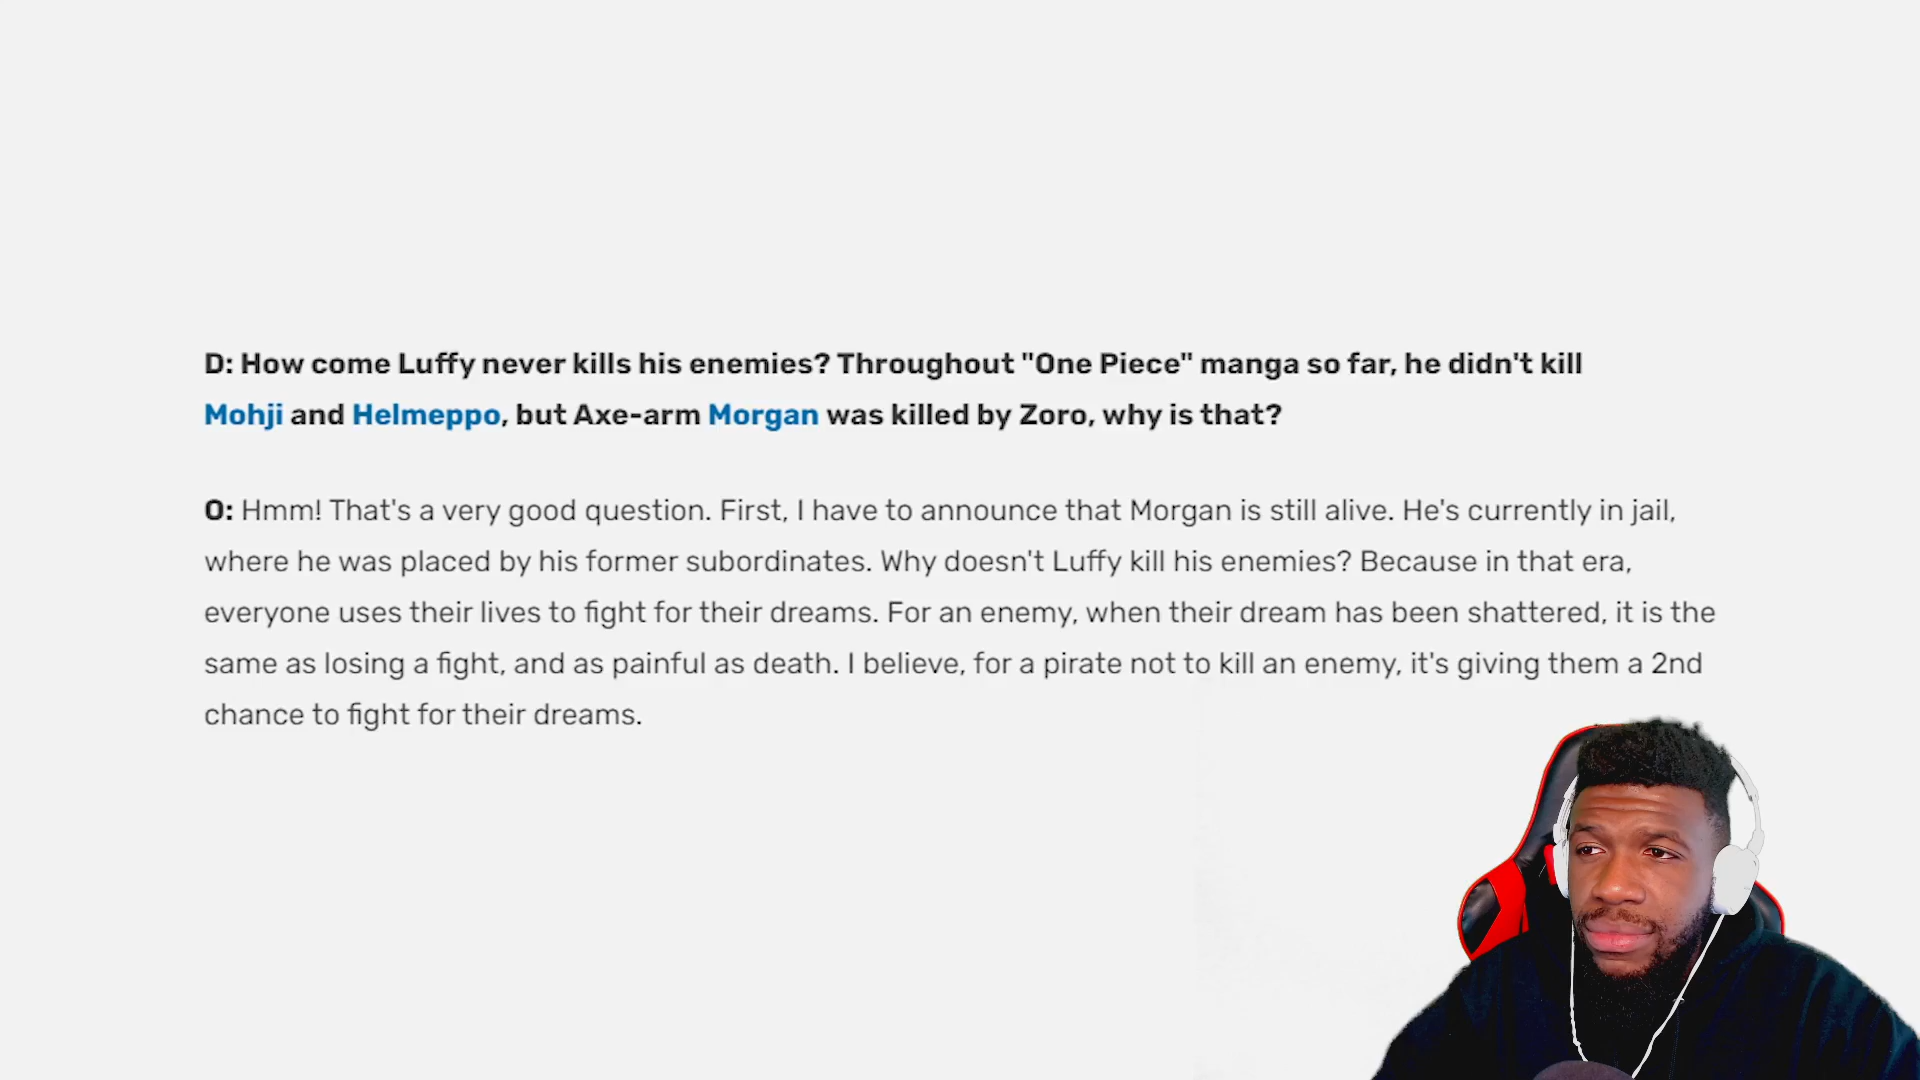 D: How come Luffy never kills his enemies? Throughout "One Piece" manga so far, he didn't kill
Mohji and Helmeppo, but Axe-arm Morgan was killed by Zoro, why is that?
O: Hmm! That's a very good question. First, I have to announce that Morgan is still alive. He's currently in jail,
where he was placed by his former subordinates. Why doesn't Luffy kill his enemies? Because in that era,
everyone uses their lives to fight for their dreams. For an enemy, when their dream has been shattered, it is the
same as losing a fight, and as painful as death. I believe, for a pirate not to kill an enemy, it's giving them a 2nd
chance to fight for their dreams.